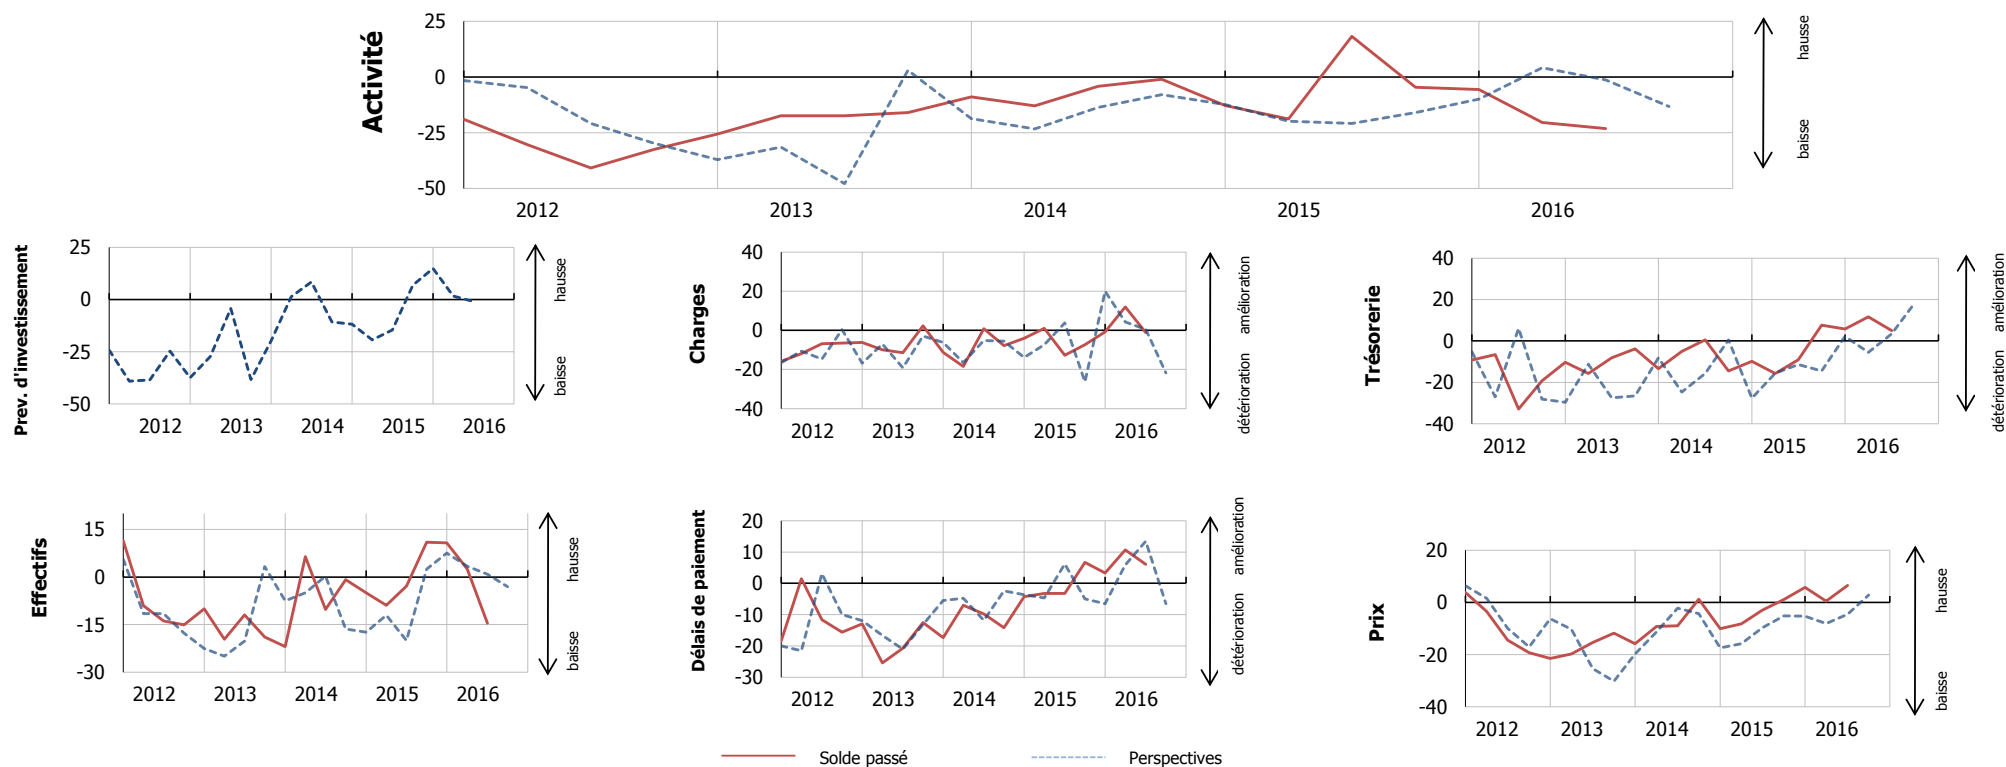 Activité
25
0
-25
-50
2012 2013 2014 2015 2016
hausse
baisse
Prev. d'investissement
25
0
-25
-50
2012 2013 2014 2015 2016
hausse
baisse
Charges
40
20
0
-20
-40
2012 2013 2014 2015 2016
amélioration
détérioration
Trésorerie
40
20
0
-20
-40
2012 2013 2014 2015 2016
amélioration
détérioration
Effectifs
15
0
-15
-30
2012 2013 2014 2015 2016
hausse
baisse
Délais de paiement
20
10
0
-10
-20
-30
2012 2013 2014 2015 2016
amélioration
détérioration
Prix
20
0
-20
-40
2012 2013 2014 2015 2016
hausse
baisse
Solde passé
Perspectives